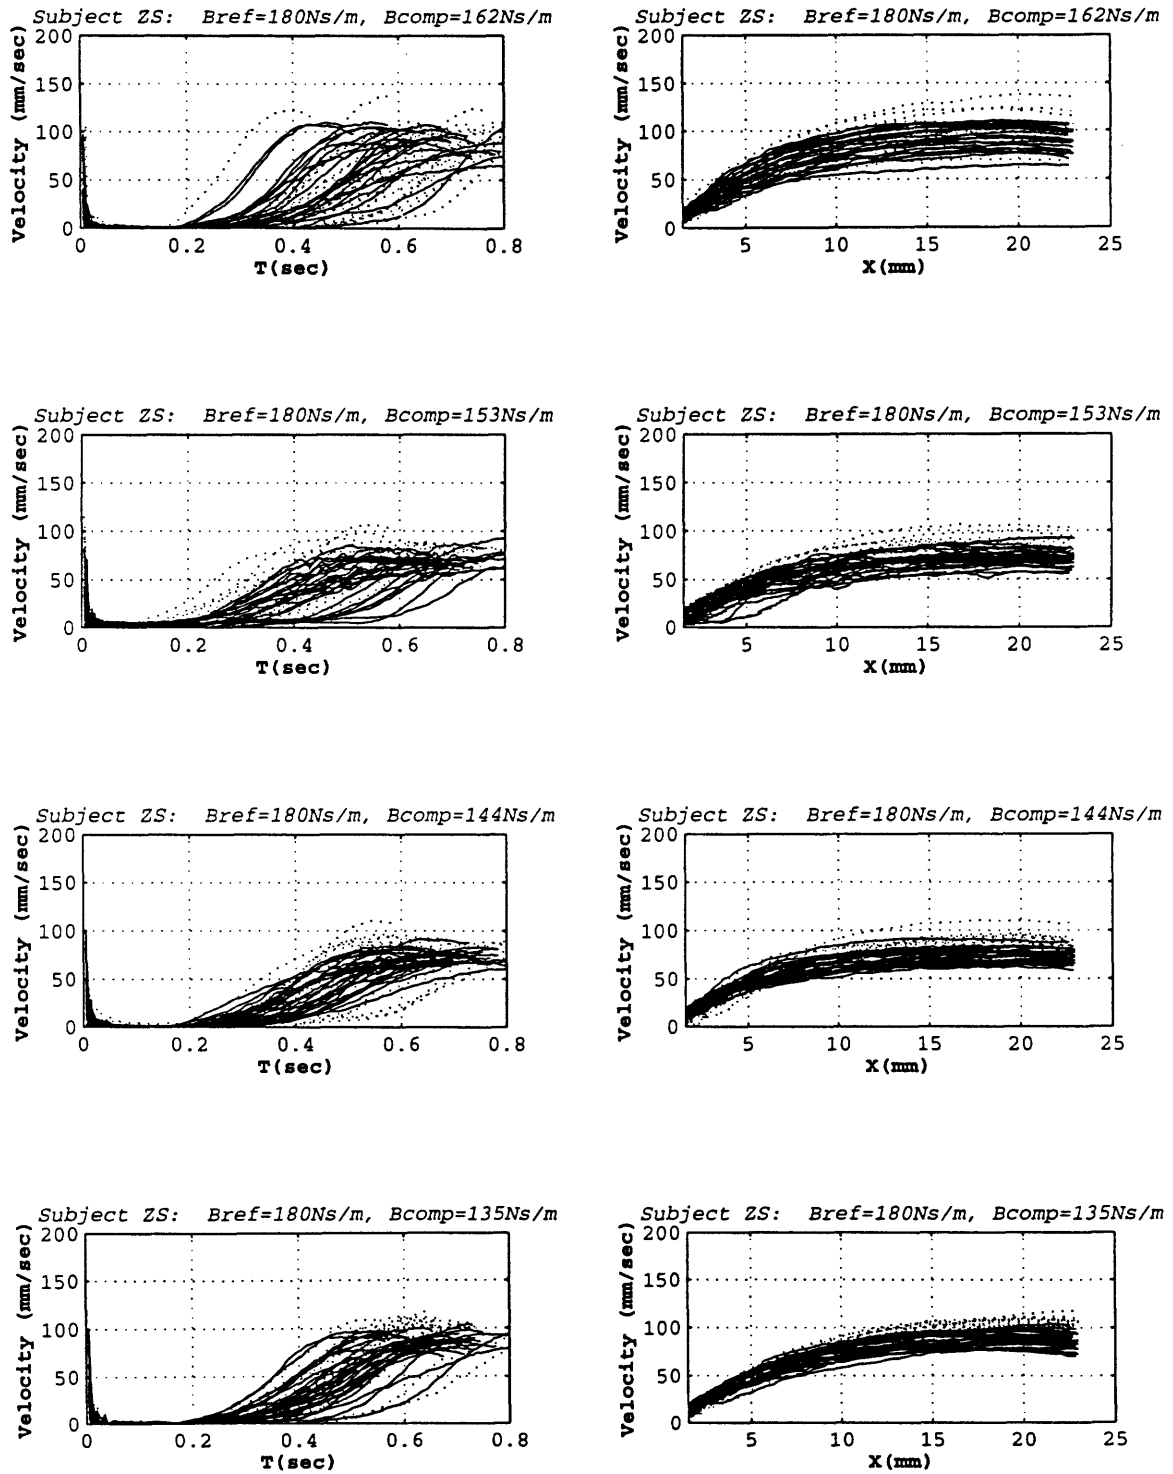 Subject ZS: Bref=180Ns/m, Bcomp=162Ns/m
Velocity (mm/sec)
200
150
100
50
0
0 0.2 0.4 0.6 0.8
T(sec)
Subject ZS: Bref=180Ns/m, Bcomp=162Ns/m
Velocity (mm/sec)
200
150
100
50
0
5 10 15 20 25
X(mm)
Subject ZS: Bref=180Ns/m, Bcomp=153Ns/m
Velocity (mm/sec)
200
150
100
50
0
0 0.2 0.4 0.6 0.8
T(sec)
Subject ZS: Bref=180Ns/m, Bcomp=153Ns/m
Velocity (mm/sec)
200
150
100
50
0
5 10 15 20 25
X(mm)
Subject ZS: Bref=180Ns/m, Bcomp=144Ns/m
Velocity (mm/sec)
200
150
100
50
0
0 0.2 0.4 0.6 0.8
T(sec)
Subject ZS: Bref=180Ns/m, Bcomp=144Ns/m
Velocity (mm/sec)
200
150
100
50
0
5 10 15 20 25
X(mm)
Subject ZS: Bref=180Ns/m, Bcomp=135Ns/m
Velocity (mm/sec)
200
150
100
50
0
0 0.2 0.4 0.6 0.8
T(sec)
Subject ZS: Bref=180Ns/m, Bcomp=135Ns/m
Velocity (mm/sec)
200
150
100
50
0
5 10 15 20 25
X(mm)